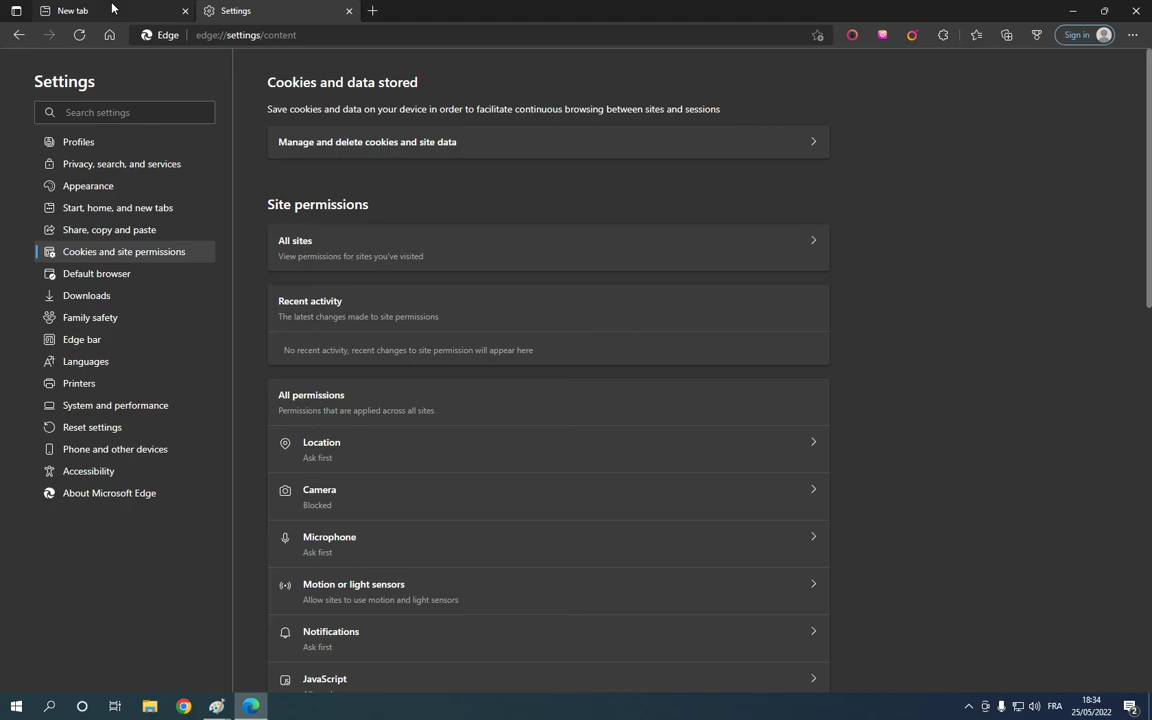 New tab
Settings
Edge
edge://settings/content
Sign in
Settings
Search settings
Profiles
Privacy, search, and services
Appearance
Start, home, and new tabs
Share, copy and paste
Cookies and site permissions
Default browser
Downloads
Family safety
Edge bar
Languages
Printers
System and performance
Reset settings
Phone and other devices
Accessibility
About Microsoft Edge
Cookies and data stored
Save cookies and data on your device in order to facilitate continuous browsing between sites and sessions
Manage and delete cookies and site data
Site permissions
All sites
View permissions for sites you've visited
Recent activity
The latest changes made to site permissions
No recent activity, recent changes to site permission will appear here
All permissions
Permissions that are applied across all sites
Location
Ask first
Camera
Blocked
Microphone
Ask first
Motion or light sensors
Allow sites to use motion and light sensors
Notifications
Ask first
JavaScript
FRA
18:34
25/05/2022
2